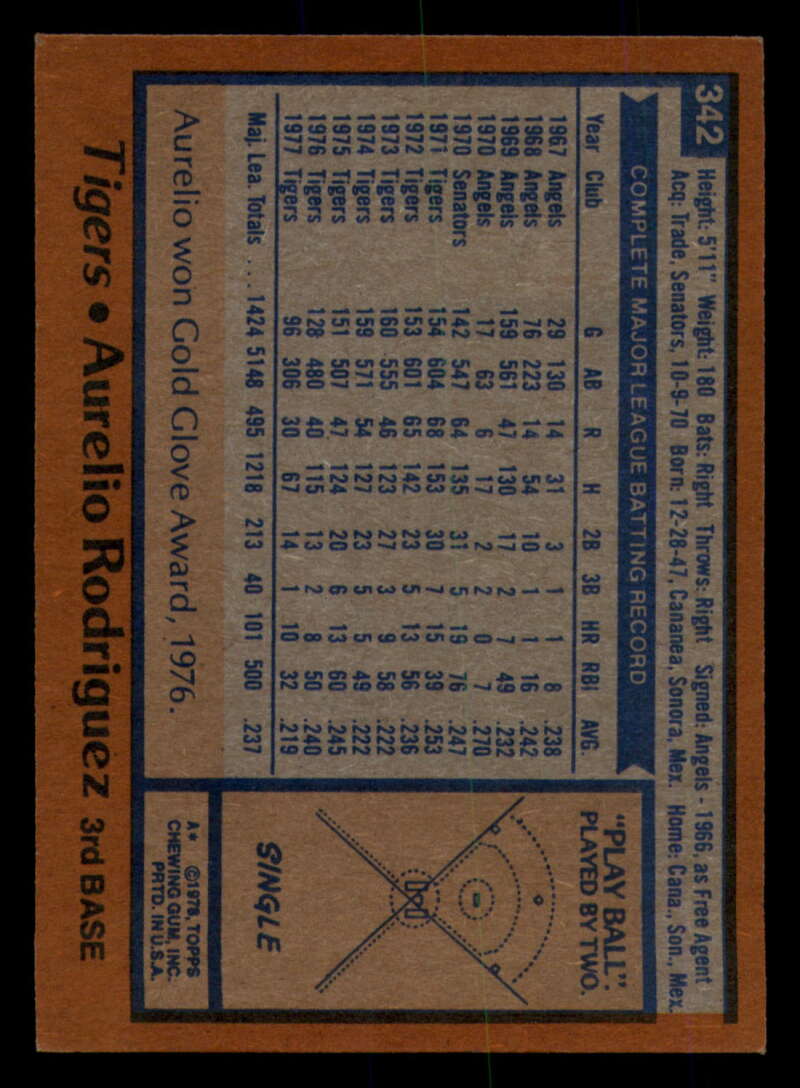 342
Height: 5'11" Weight: 180 Bats: Right Throws: Right Signed: Angels - 1966, as Free Agent
Acq: Trade, Senators, 10-9-70 Born: 12-28-47, Cananea, Sonora, Mex. Home: Cana., Son., Mex.
COMPLETE MAJOR LEAGUE BATTING RECORD
Year Club G AB R H 2B 3B HR RBI AVG.
1967 Angels 29 130 14 31 3 1 1 8 .238
1968 Angels 76 223 14 54 10 1 1 16 .242
1969 Angels 159 561 47 130 17 2 7 49 .232
1970 Angels 17 63 6 17 2 2 0 7 .270
1970 Senators 142 547 64 135 31 5 19 76 .247
1971 Tigers 154 604 68 153 30 7 15 39 .253
1972 Tigers 153 601 65 142 23 5 13 56 .236
1973 Tigers 160 555 46 123 27 3 9 58 .222
1974 Tigers 159 571 54 127 23 5 5 49 .222
1975 Tigers 151 507 47 124 20 6 13 60 .245
1976 Tigers 128 480 40 115 13 2 8 50 .240
1977 Tigers 96 306 30 67 14 1 10 32 .219
Maj. Lea. Totals . . . 1424 5148 495 1218 213 40 101 500 .237
Aurelio won Gold Glove Award, 1976.
"PLAY BALL":
PLAYED BY TWO.
SINGLE
A* ©1978, TOPPS
CHEWING GUM, INC.
PRTD. IN U.S.A.
Tigers • Aurelio Rodriguez 3rd BASE